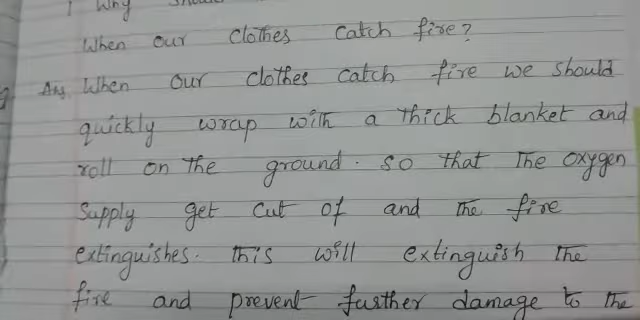 1 Why
When our clothes catch fire?
Ans. When our clothes catch fire we should
quickly wrap with a thick blanket and
roll on the ground. so that The oxygen
Supply get cut of and the fire
extinguishes. this will extinguish the
fire and prevent further damage to the